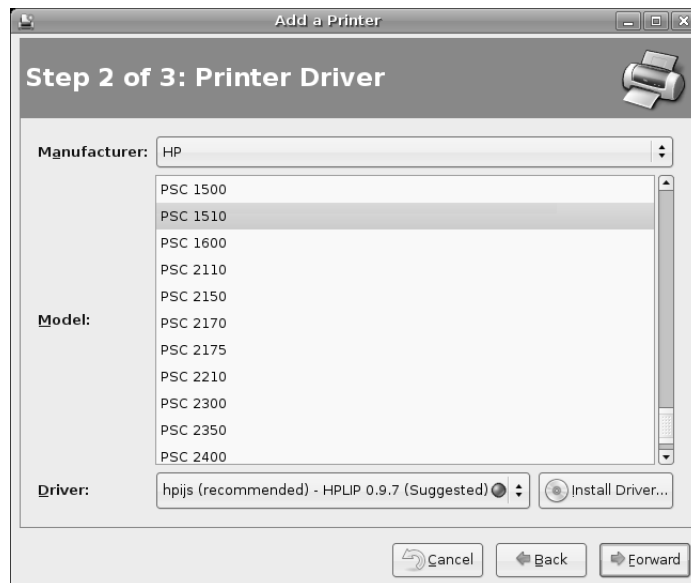 Add a Printer
Step 2 of 3: Printer Driver
Manufacturer: HP
PSC 1500
PSC 1510
PSC 1600
PSC 2110
PSC 2150
Model:
PSC 2170
PSC 2175
PSC 2210
PSC 2300
PSC 2350
PSC 2400
Driver: hpijs (recommended) - HPLIP 0.9.7 (Suggested) Install Driver...
Cancel Back Forward